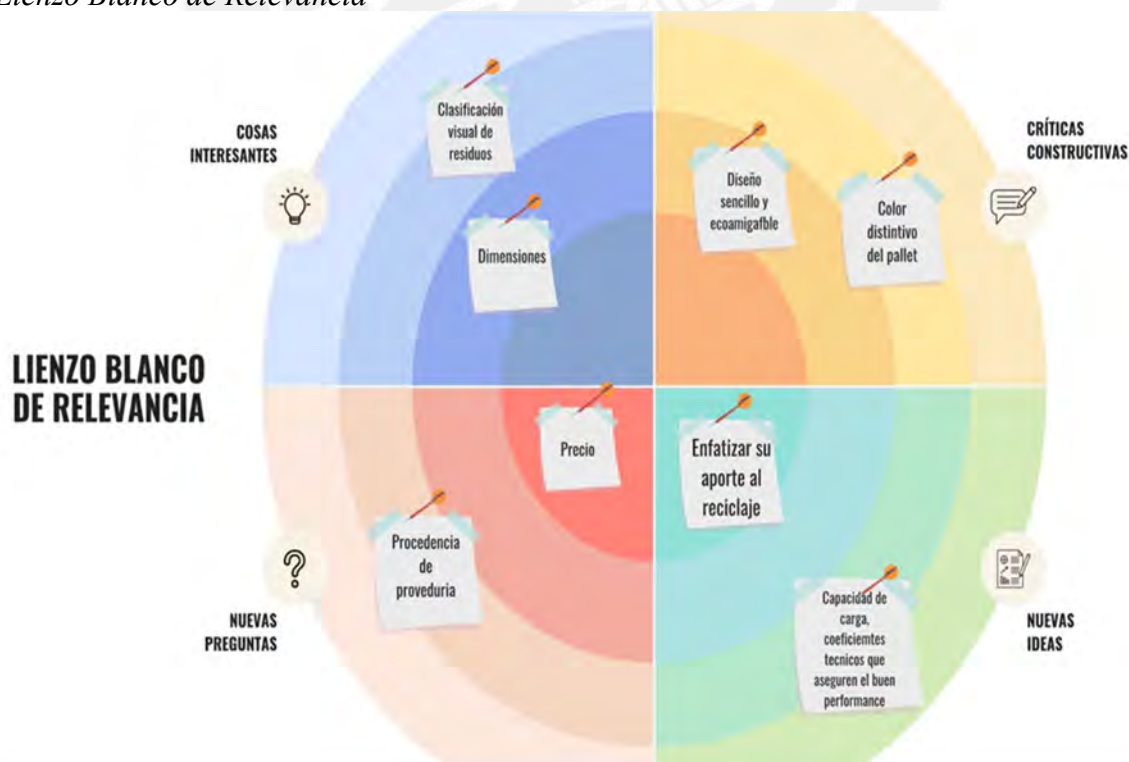 Lienzo Blanco de Relevancia
COSAS
INTERESANTES
Clasificación
visual de
residuos
Dimensiones
Diseño
sencillo y
ecoamigafble
Color
distintivo
del pallet
CRÍTICAS
CONSTRUCTIVAS
LIENZO BLANCO
DE RELEVANCIA
Precio
Procedencia
de
proveduria
NUEVAS
PREGUNTAS
Enfatizar su
aporte al
reciclaje
Capacidad de
carga,
coeficiemtes
tecnicos que
aseguren el buen
performance
NUEVAS
IDEAS